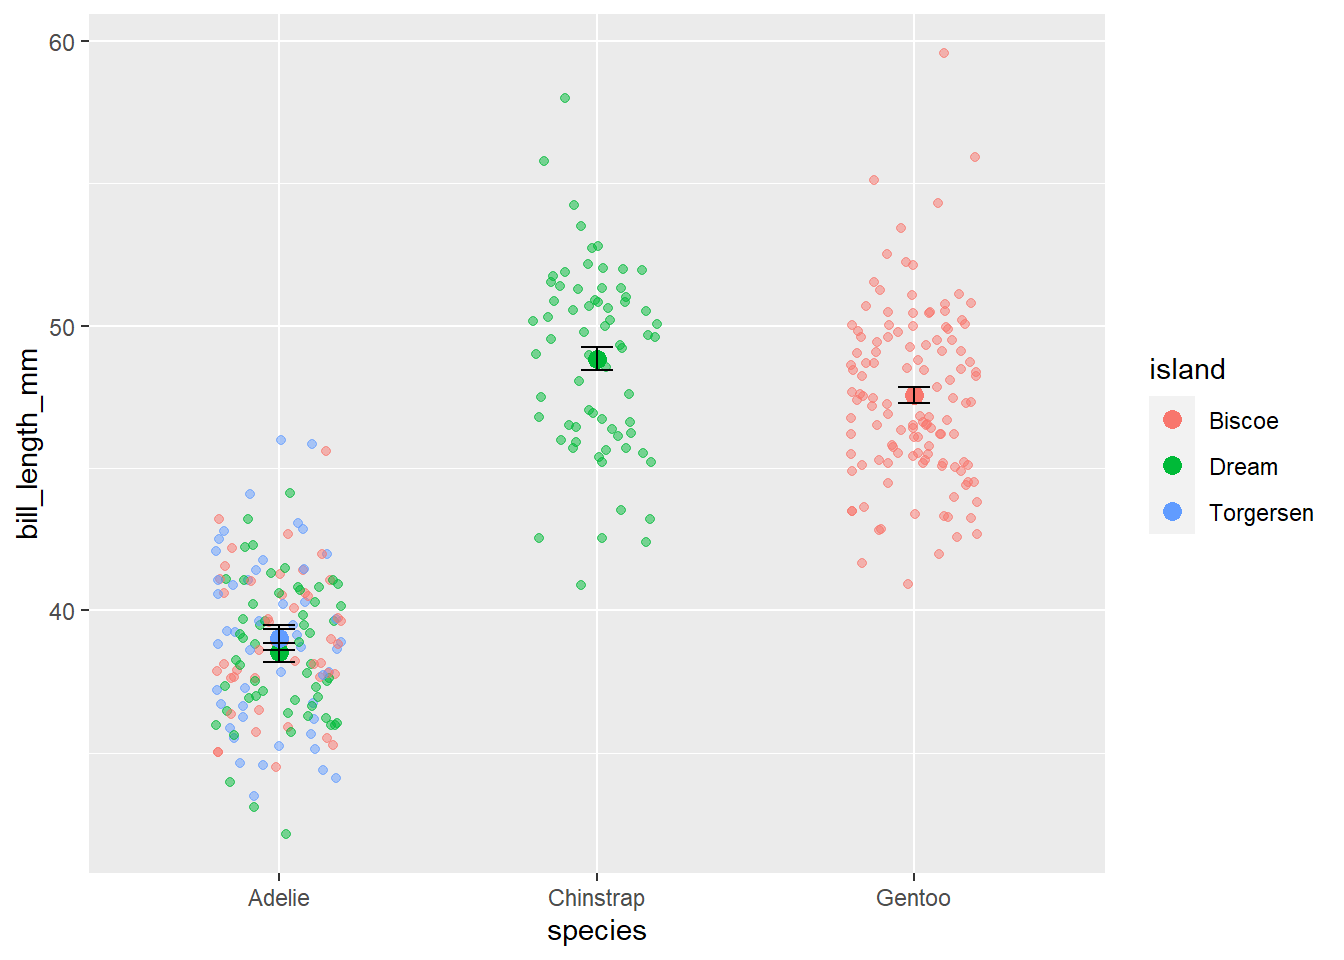 60
50
40
bill_length_mm
Adelie
Chinstrap
Gentoo
species
island
Biscoe
Dream
Torgersen